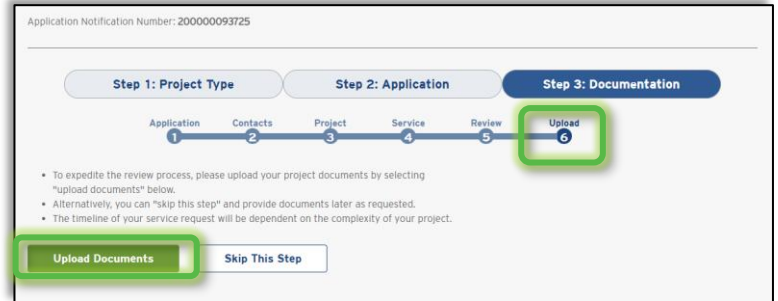 Application Notification Number: 200000093725
Step 1: Project Type Step 2: Application Step 3: Documentation
Application Contacts Project Service Review Upload
1 2 3 4 5 6
• To expedite the review process, please upload your project documents by selecting
"upload documents" below.
• Alternatively, you can "skip this step" and provide documents later as requested.
• The timeline of your service request will be dependent on the complexity of your project.
Upload Documents Skip This Step